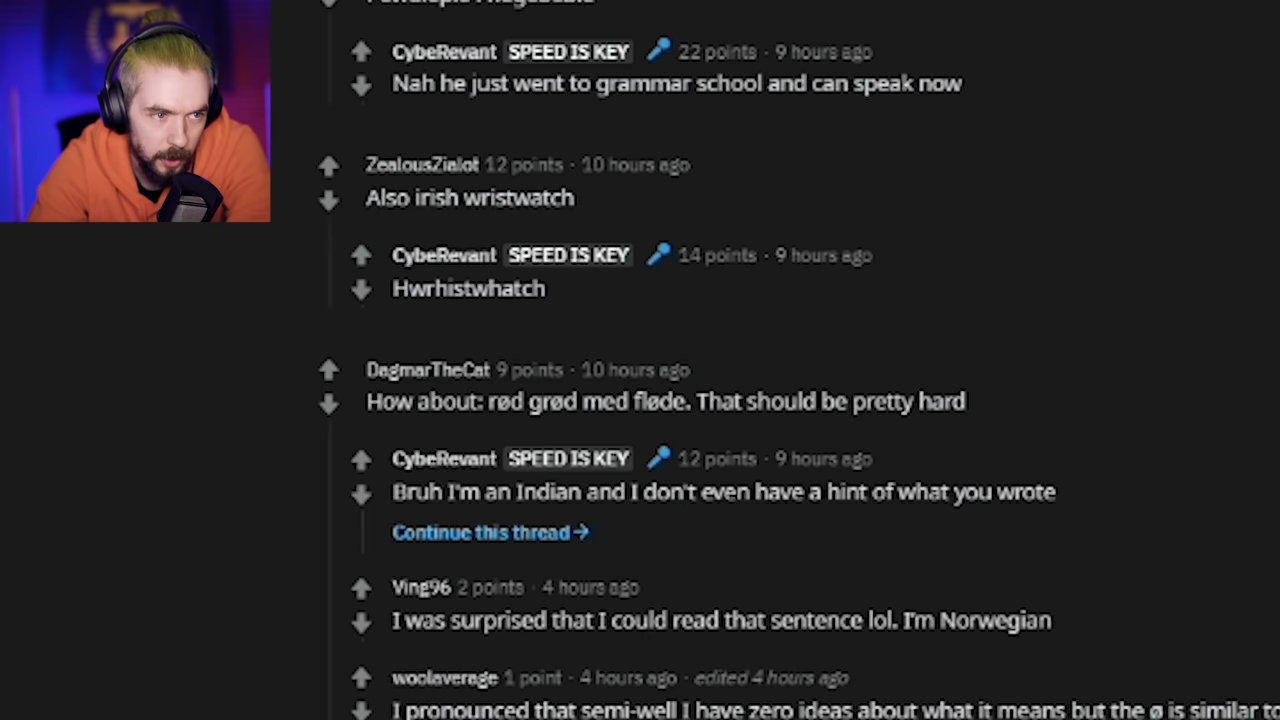 CybeRevant SPEED IS KEY 22 points · 9 hours ago
Nah he just went to grammar school and can speak now
ZealousZialot 12 points · 10 hours ago
Also irish wristwatch
CybeRevant SPEED IS KEY 14 points · 9 hours ago
Hwrhistwhatch
DagmarTheCat 9 points · 10 hours ago
How about: rød grød med fløde. That should be pretty hard
CybeRevant SPEED IS KEY 12 points · 9 hours ago
Bruh I'm an Indian and I don't even have a hint of what you wrote
Continue this thread→
Ving96 2 points · 4 hours ago
I was surprised that I could read that sentence lol. I'm Norwegian
woolaverage 1 point · 4 hours ago · edited 4 hours ago
I pronounced that semi-well I have zero ideas about what it means but the ø is similar to